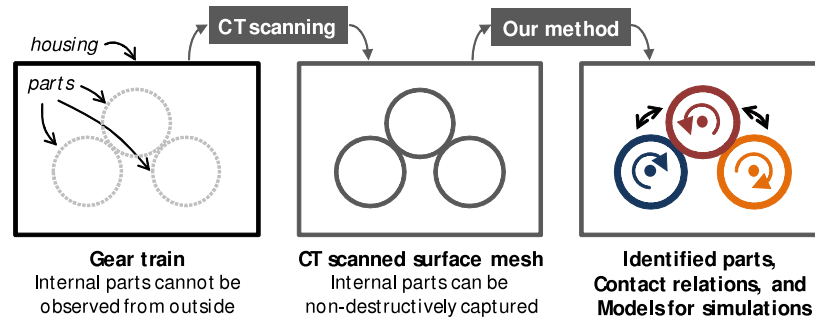 CT scanning
Our method
housing
parts
Gear train
Internal parts cannot be
observed from outside
CT scanned surface mesh
Internal parts can be
non-destructively captured
Identified parts,
Contact relations, and
Models for simulations